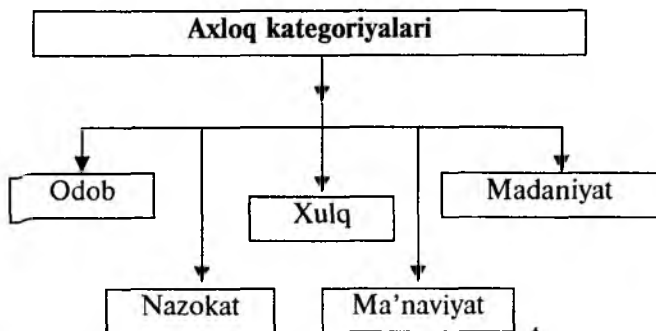 Axloq kategoriyalari
Odob
Xulq
Madaniyat
Nazokat
Ma'naviyat